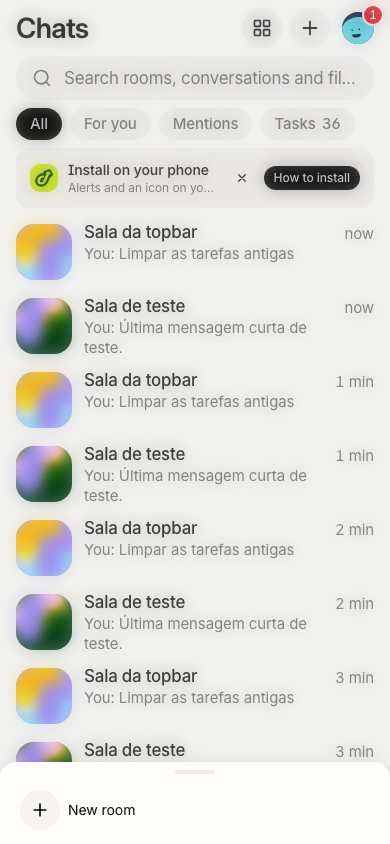 Chats
1
Search rooms, conversations and fil...
All
For you
Mentions
Tasks 36
Install on your phone
Alerts and an icon on yo...
How to install
Sala da topbar
now
You: Limpar as tarefas antigas
Sala de teste
now
You: Última mensagem curta de
teste.
Sala da topbar
1 min
You: Limpar as tarefas antigas
Sala de teste
1 min
You: Última mensagem curta de
teste.
Sala da topbar
2 min
You: Limpar as tarefas antigas
Sala de teste
2 min
You: Última mensagem curta de
teste.
Sala da topbar
3 min
You: Limpar as tarefas antigas
Sala de teste
3 min
New room